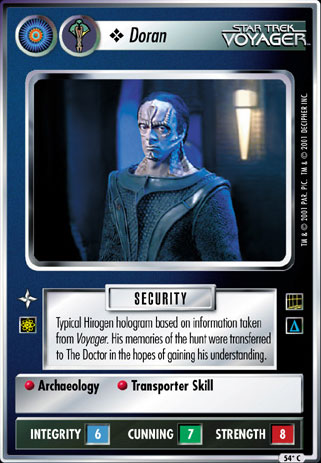 ❖ Doran
STAR TREK
VOYAGER™
TM & © 2001 PAR. PIC. TM & © 2001 DECIPHER INC.
SECURITY
Typical Hirogen hologram based on information taken
from Voyager. His memories of the hunt were transferred
to The Doctor in the hopes of gaining his understanding.
Archaeology Transporter Skill
INTEGRITY 6 CUNNING 7 STRENGTH 8
54* C